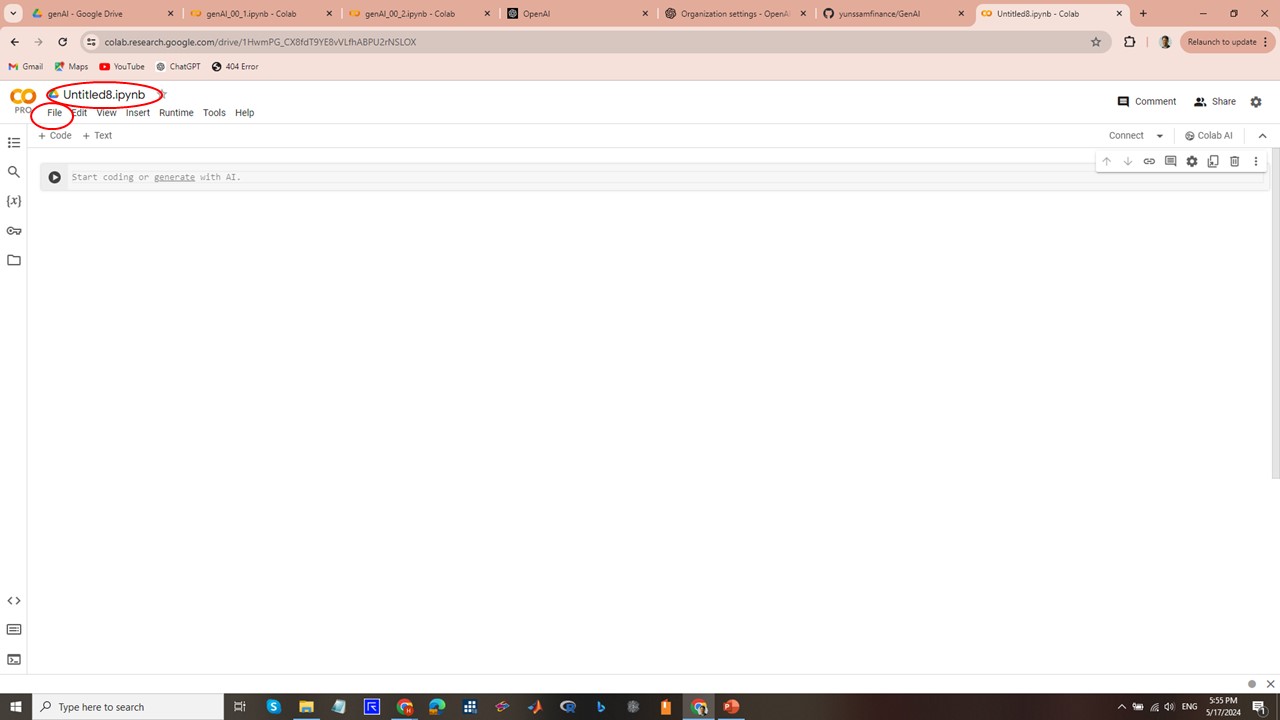 genAI - Google Drive
genAI_00_1.ipynb - Colab
genAI_00_2.ipynb - Colab
OpenAI
Organization settings - OpenAI
yunssamfinance/GenAI
Untitled8.ipynb - Colab
colab.research.google.com/drive/1HwmPG_CX8fdT9YE8vVLfhABPU2rNSLOX
Relaunch to update
Gmail Maps YouTube ChatGPT 404 Error
Untitled8.ipynb
PRO
File Edit View Insert Runtime Tools Help
Comment Share
+ Code + Text
Connect Colab AI
{x}
Start coding or generate with AI.
Type here to search
ENG
5:55 PM
5/17/2024